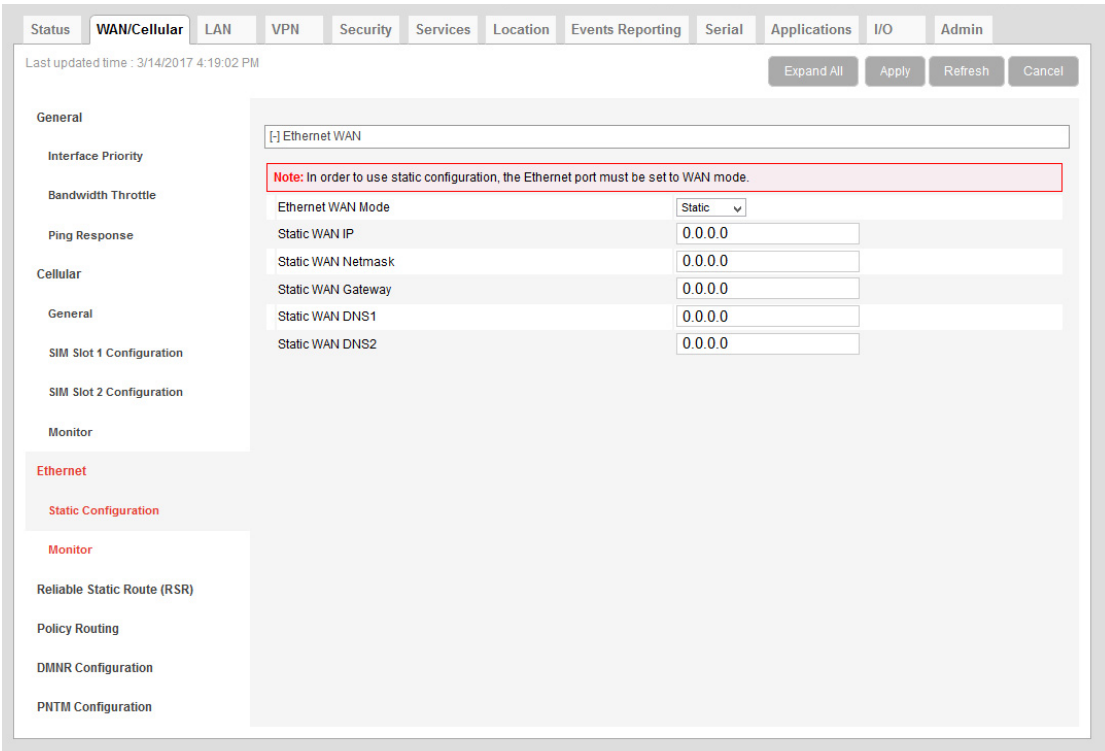 Status WAN/Cellular LAN VPN Security Services Location Events Reporting Serial Applications I/O Admin
Last updated time : 3/14/2017 4:19:02 PM
Expand All Apply Refresh Cancel
General
Interface Priority
Bandwidth Throttle
Ping Response
Cellular
General
SIM Slot 1 Configuration
SIM Slot 2 Configuration
Monitor
Ethernet
Static Configuration
Monitor
Reliable Static Route (RSR)
Policy Routing
DMNR Configuration
PNTM Configuration
[-] Ethernet WAN
Note: In order to use static configuration, the Ethernet port must be set to WAN mode.
Ethernet WAN Mode Static
Static WAN IP 0.0.0.0
Static WAN Netmask 0.0.0.0
Static WAN Gateway 0.0.0.0
Static WAN DNS1 0.0.0.0
Static WAN DNS2 0.0.0.0